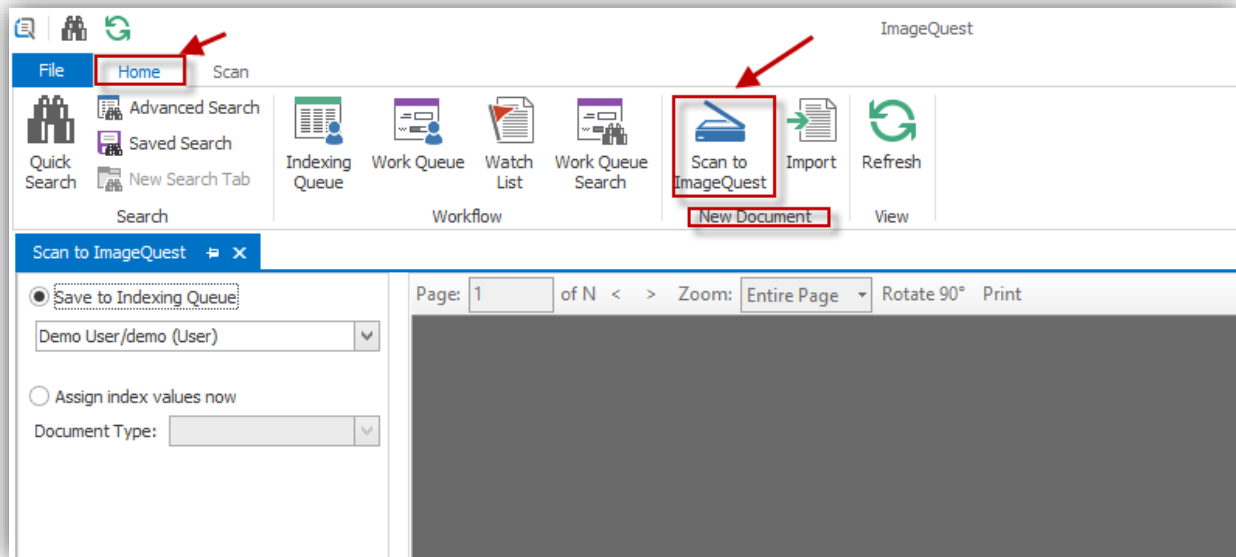 ImageQuest
File Home Scan
Quick Search
Advanced Search
Saved Search
New Search Tab
Search
Indexing Queue
Work Queue
Watch List
Work Queue Search
Workflow
Scan to ImageQuest
Import
New Document
Refresh
View
Scan to ImageQuest
Save to Indexing Queue
Demo User/demo (User)
Assign index values now
Document Type:
Page: 1 of N < > Zoom: Entire Page Rotate 90° Print